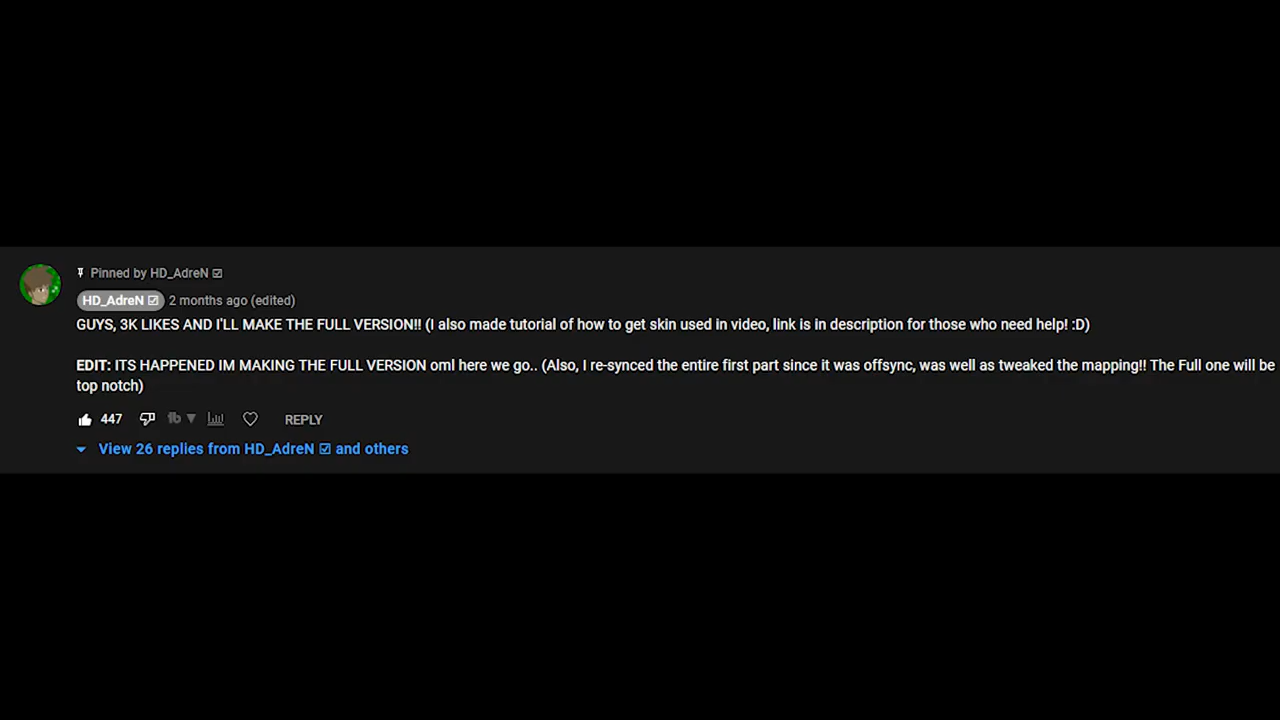 Pinned by HD_AdreN
HD_AdreN 2 months ago (edited)
GUYS, 3K LIKES AND I'LL MAKE THE FULL VERSION!! (I also made tutorial of how to get skin used in video, link is in description for those who need help! :D)
EDIT: ITS HAPPENED IM MAKING THE FULL VERSION oml here we go.. (Also, I re-synced the entire first part since it was offsync, was well as tweaked the mapping!! The Full one will be
top notch)
447 REPLY
View 26 replies from HD_AdreN and others